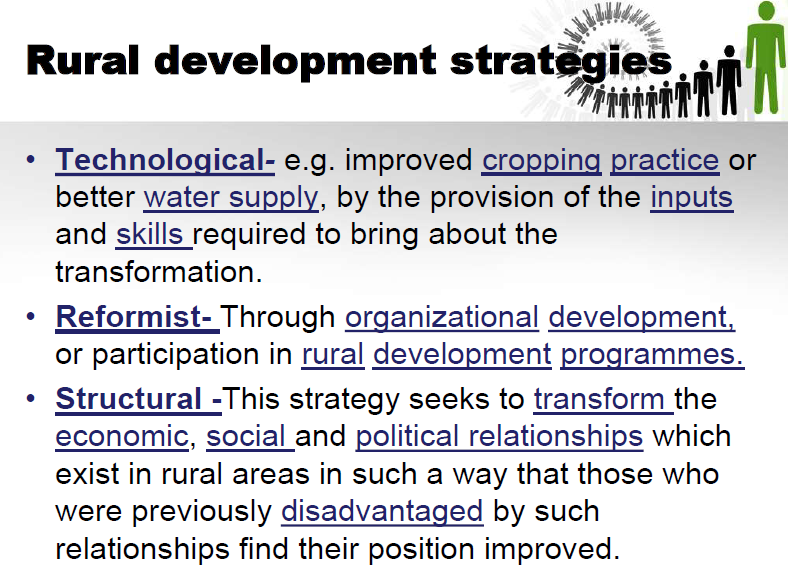 Rural development strategies
• Technological- e.g. improved cropping practice or
better water supply, by the provision of the inputs
and skills required to bring about the
transformation.
• Reformist- Through organizational development,
or participation in rural development programmes.
• Structural -This strategy seeks to transform the
economic, social and political relationships which
exist in rural areas in such a way that those who
were previously disadvantaged by such
relationships find their position improved.